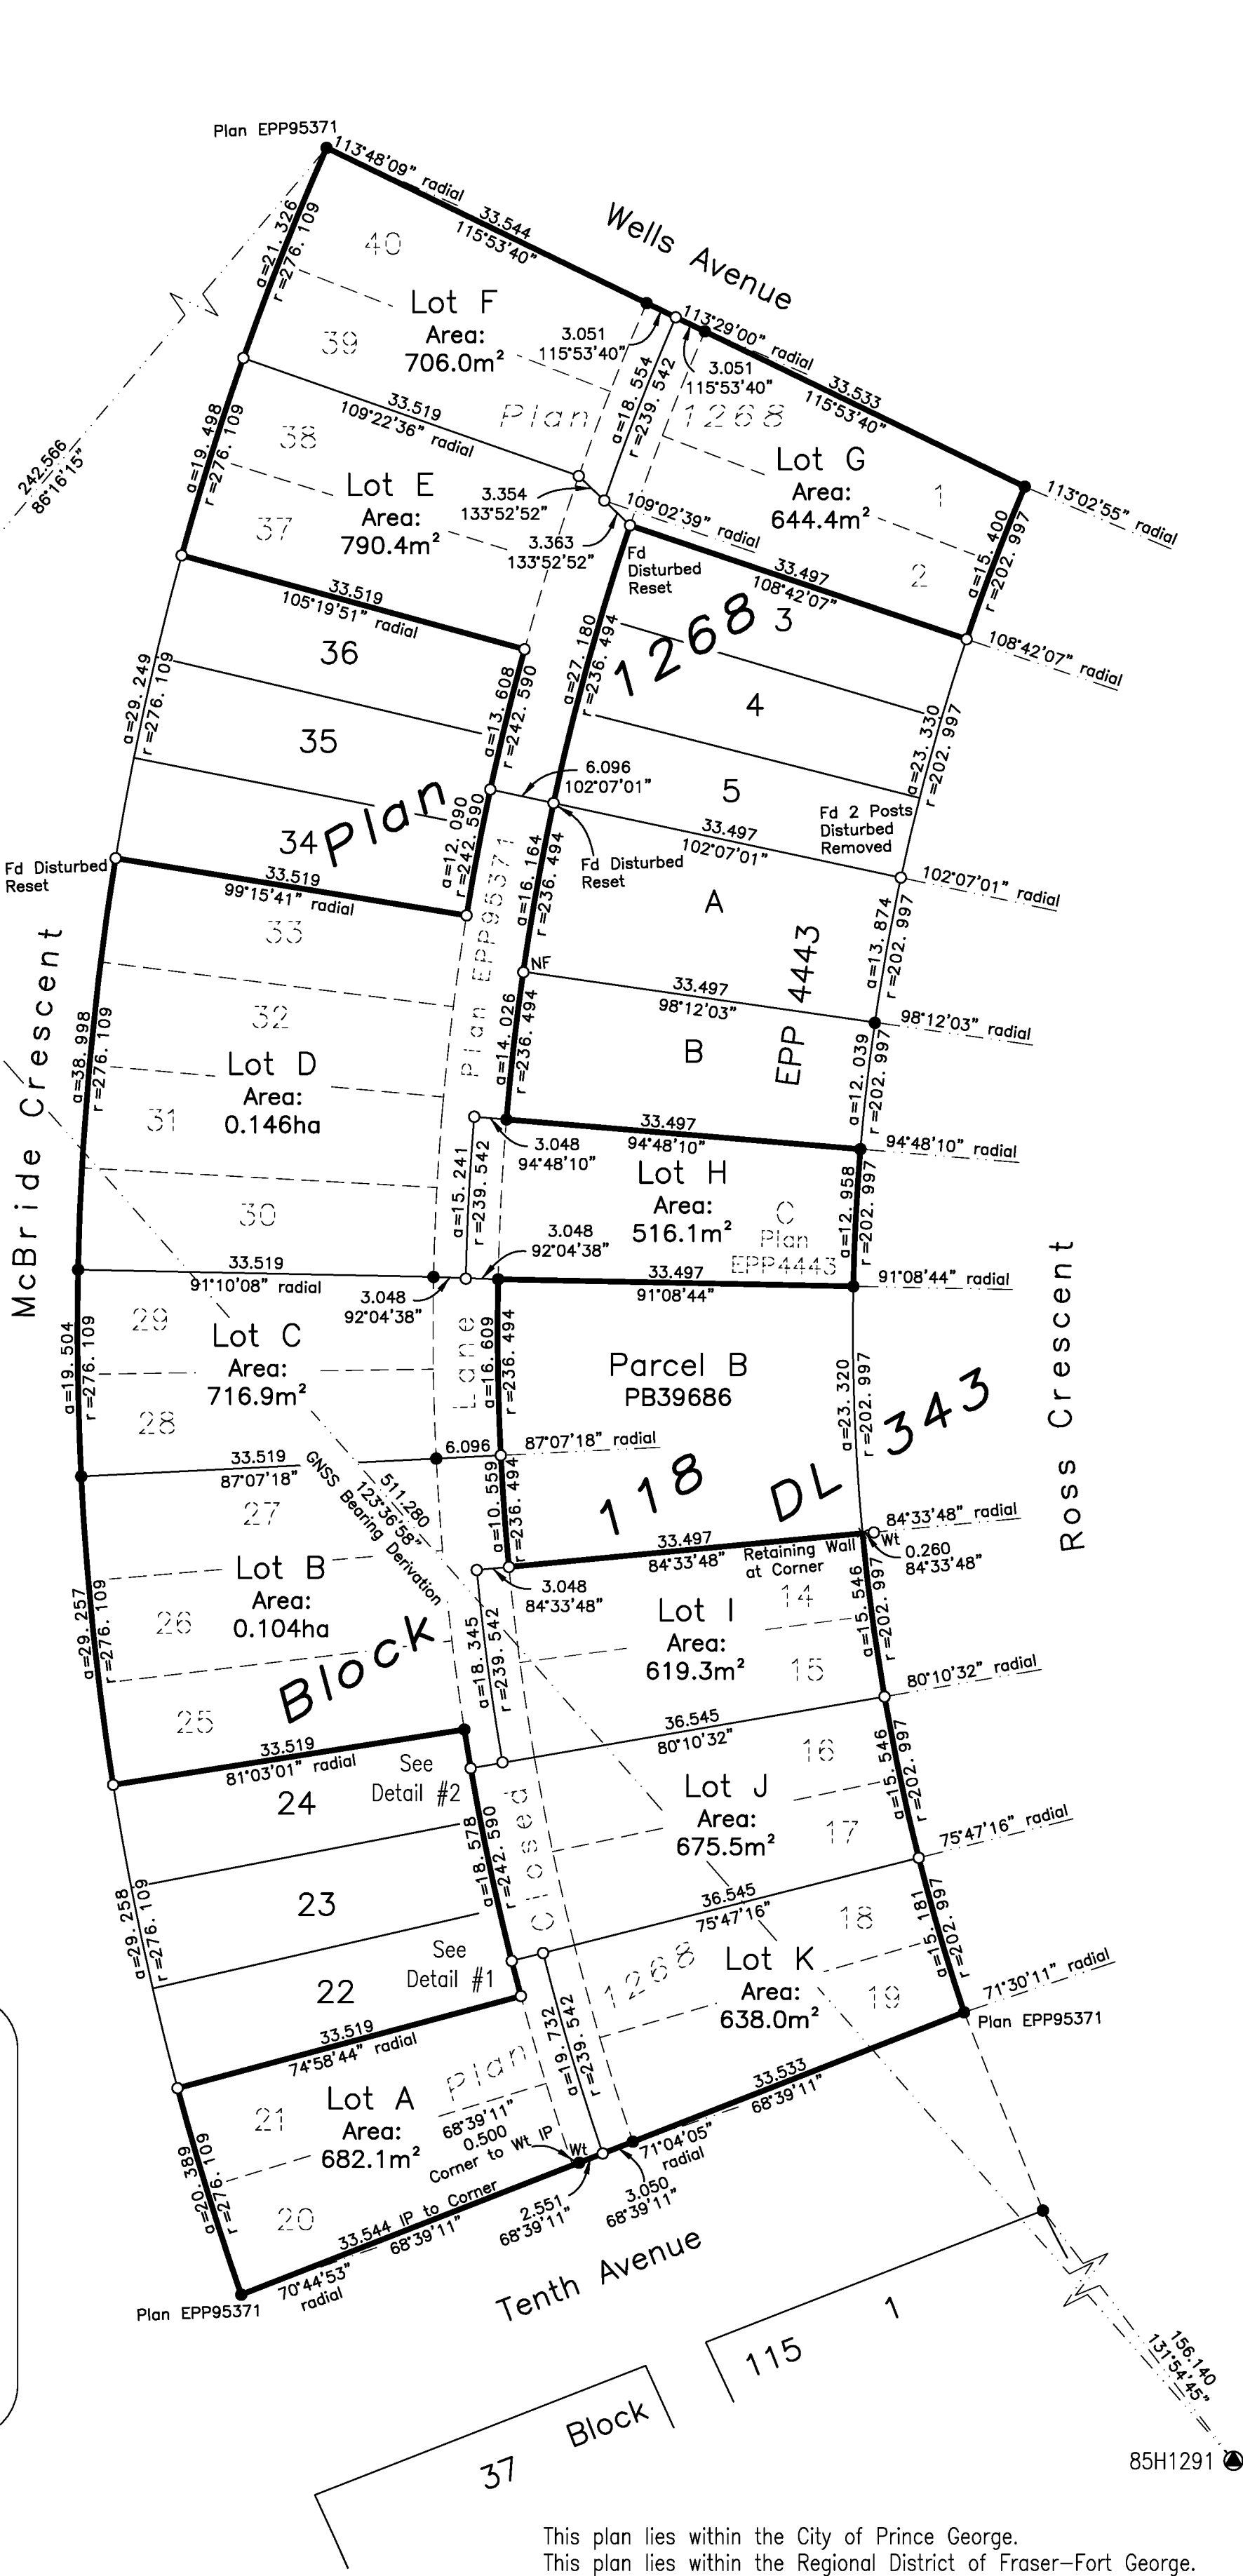 Plan EPP95371
113°48'09" radial
33.544
115°53'40"
Wells Avenue
a=21.326
r=276.109
40
Lot F
Area:
706.0m²
39
3.051
115°53'40"
113°29'00" radial
3.051
115°53'40"
33.533
115°53'40"
a=18.554
r=239.542
Plan 1268
33.519
109°22'36" radial
a=19.498
r=276.109
38
Lot E
Area:
790.4m²
37
242.566
86°16'15"
3.354
133°52'52"
3.363
133°52'52"
109°02'39" radial
Lot G
Area:
644.4m²
1
2
113°02'55" radial
a=15.400
r=202.997
Fd
Disturbed
Reset
33.497
108°42'07"
108°42'07" radial
33.519
105°19'51" radial
36
a=27.180
r=236.494
1268
3
4
5
a=29.249
r=276.109
35
a=13.608
r=242.590
6.096
102°07'01"
a=23.330
r=202.997
Fd 2 Posts
Disturbed
Removed
34
Plan
a=12.090
r=242.590
33.497
102°07'01"
102°07'01" radial
Fd Disturbed
Reset
Fd Disturbed
Reset
33.519
99°15'41" radial
Plan EPP95371
a=16.164
r=236.494
A
EPP 4443
a=13.874
r=202.997
33
NF
33.497
98°12'03"
98°12'03" radial
32
McBride Crescent
a=38.998
r=276.109
Lot D
Area:
0.146ha
31
a=14.026
r=236.494
B
a=12.039
r=202.997
33.497
94°48'10"
94°48'10" radial
3.048
94°48'10"
30
a=15.241
r=239.542
Lot H
Area:
516.1m²
C
Plan
EPP4443
a=12.958
r=202.997
3.048
92°04'38"
33.519
91°10'08" radial
3.048
92°04'38"
33.497
91°08'44"
91°08'44" radial
29
Lot C
Area:
716.9m²
28
a=19.504
r=276.109
Lane
a=16.609
r=236.494
Parcel B
PB39686
a=23.320
r=202.997
343
Ross Crescent
33.519
87°07'18"
6.096
87°07'18" radial
GNSS Bearing Derivation
511.280
123°36'58"
27
Lot B
Area:
0.104ha
26
25
a=29.257
r=276.109
a=10.559
r=236.494
118
DL
33.497
84°33'48"
Retaining Wall
at Corner
Wt
84°33'48" radial
0.260
84°33'48"
3.048
84°33'48"
14
Lot I
Area:
619.3m²
15
a=15.546
r=202.997
a=18.345
r=239.542
Block
80°10'32" radial
33.519
81°03'01" radial
See
Detail #2
36.545
80°10'32"
24
16
Lot J
Area:
675.5m²
17
a=15.546
r=202.997
a=18.578
r=242.590
Closed
75°47'16" radial
a=29.258
r=276.109
23
36.545
75°47'16"
See
Detail #1
22
18
Lot K
Area:
638.0m²
19
a=15.181
r=202.997
1268
71°30'11" radial
Plan EPP95371
33.519
74°58'44" radial
a=19.732
r=239.542
Plan
21
Lot A
Area:
682.1m²
20
a=20.389
r=276.109
68°39'11"
0.500
Corner to Wt IP
Wt
33.533
68°39'11"
71°04'05"
radial
3.050
68°39'11"
2.551
68°39'11"
33.544 IP to Corner
68°39'11"
70°44'53"
radial
Plan EPP95371
Tenth Avenue
1
115
Block
37
156.140
131°54'45"
85H1291
This plan lies within the City of Prince George.
This plan lies within the Regional District of Fraser–Fort George.